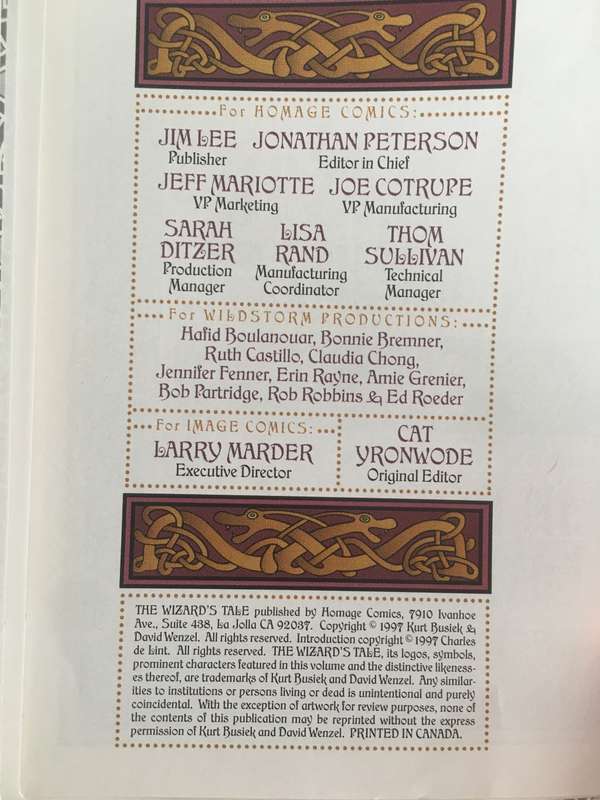 For HOMAGE COMICS:
JIM LEE JONATHAN PETERSON
Publisher Editor in Chief
JEFF MARIOTTE JOE COTRUPE
VP Marketing VP Manufacturing
SARAH LISA THOM
DITZER RAND SULLIVAN
Production Manufacturing Technical
Manager Coordinator Manager
For WILDSTORM PRODUCTIONS:
Hafid Boulanouar, Bonnie Bremner,
Ruth Castillo, Claudia Chong,
Jennifer Fenner, Erin Rayne, Amie Grenier,
Bob Partridge, Rob Robbins & Ed Roeder
For IMAGE COMICS:
LARRY MARDER
Executive Director
CAT
YRONWODE
Original Editor
THE WIZARD'S TALE published by Homage Comics, 7910 Ivanhoe
Ave., Suite 438, La Jolla CA 92037. Copyright © 1997 Kurt Busiek &
David Wenzel. All rights reserved. Introduction copyright © 1997 Charles
de Lint. All rights reserved. THE WIZARD'S TALE, its logos, symbols,
prominent characters featured in this volume and the distinctive likeness-
es thereof, are trademarks of Kurt Busiek and David Wenzel. Any similar-
ities to institutions or persons living or dead is unintentional and purely
coincidental. With the exception of artwork for review purposes, none of
the contents of this publication may be reprinted without the express
permission of Kurt Busiek and David Wenzel. PRINTED IN CANADA.